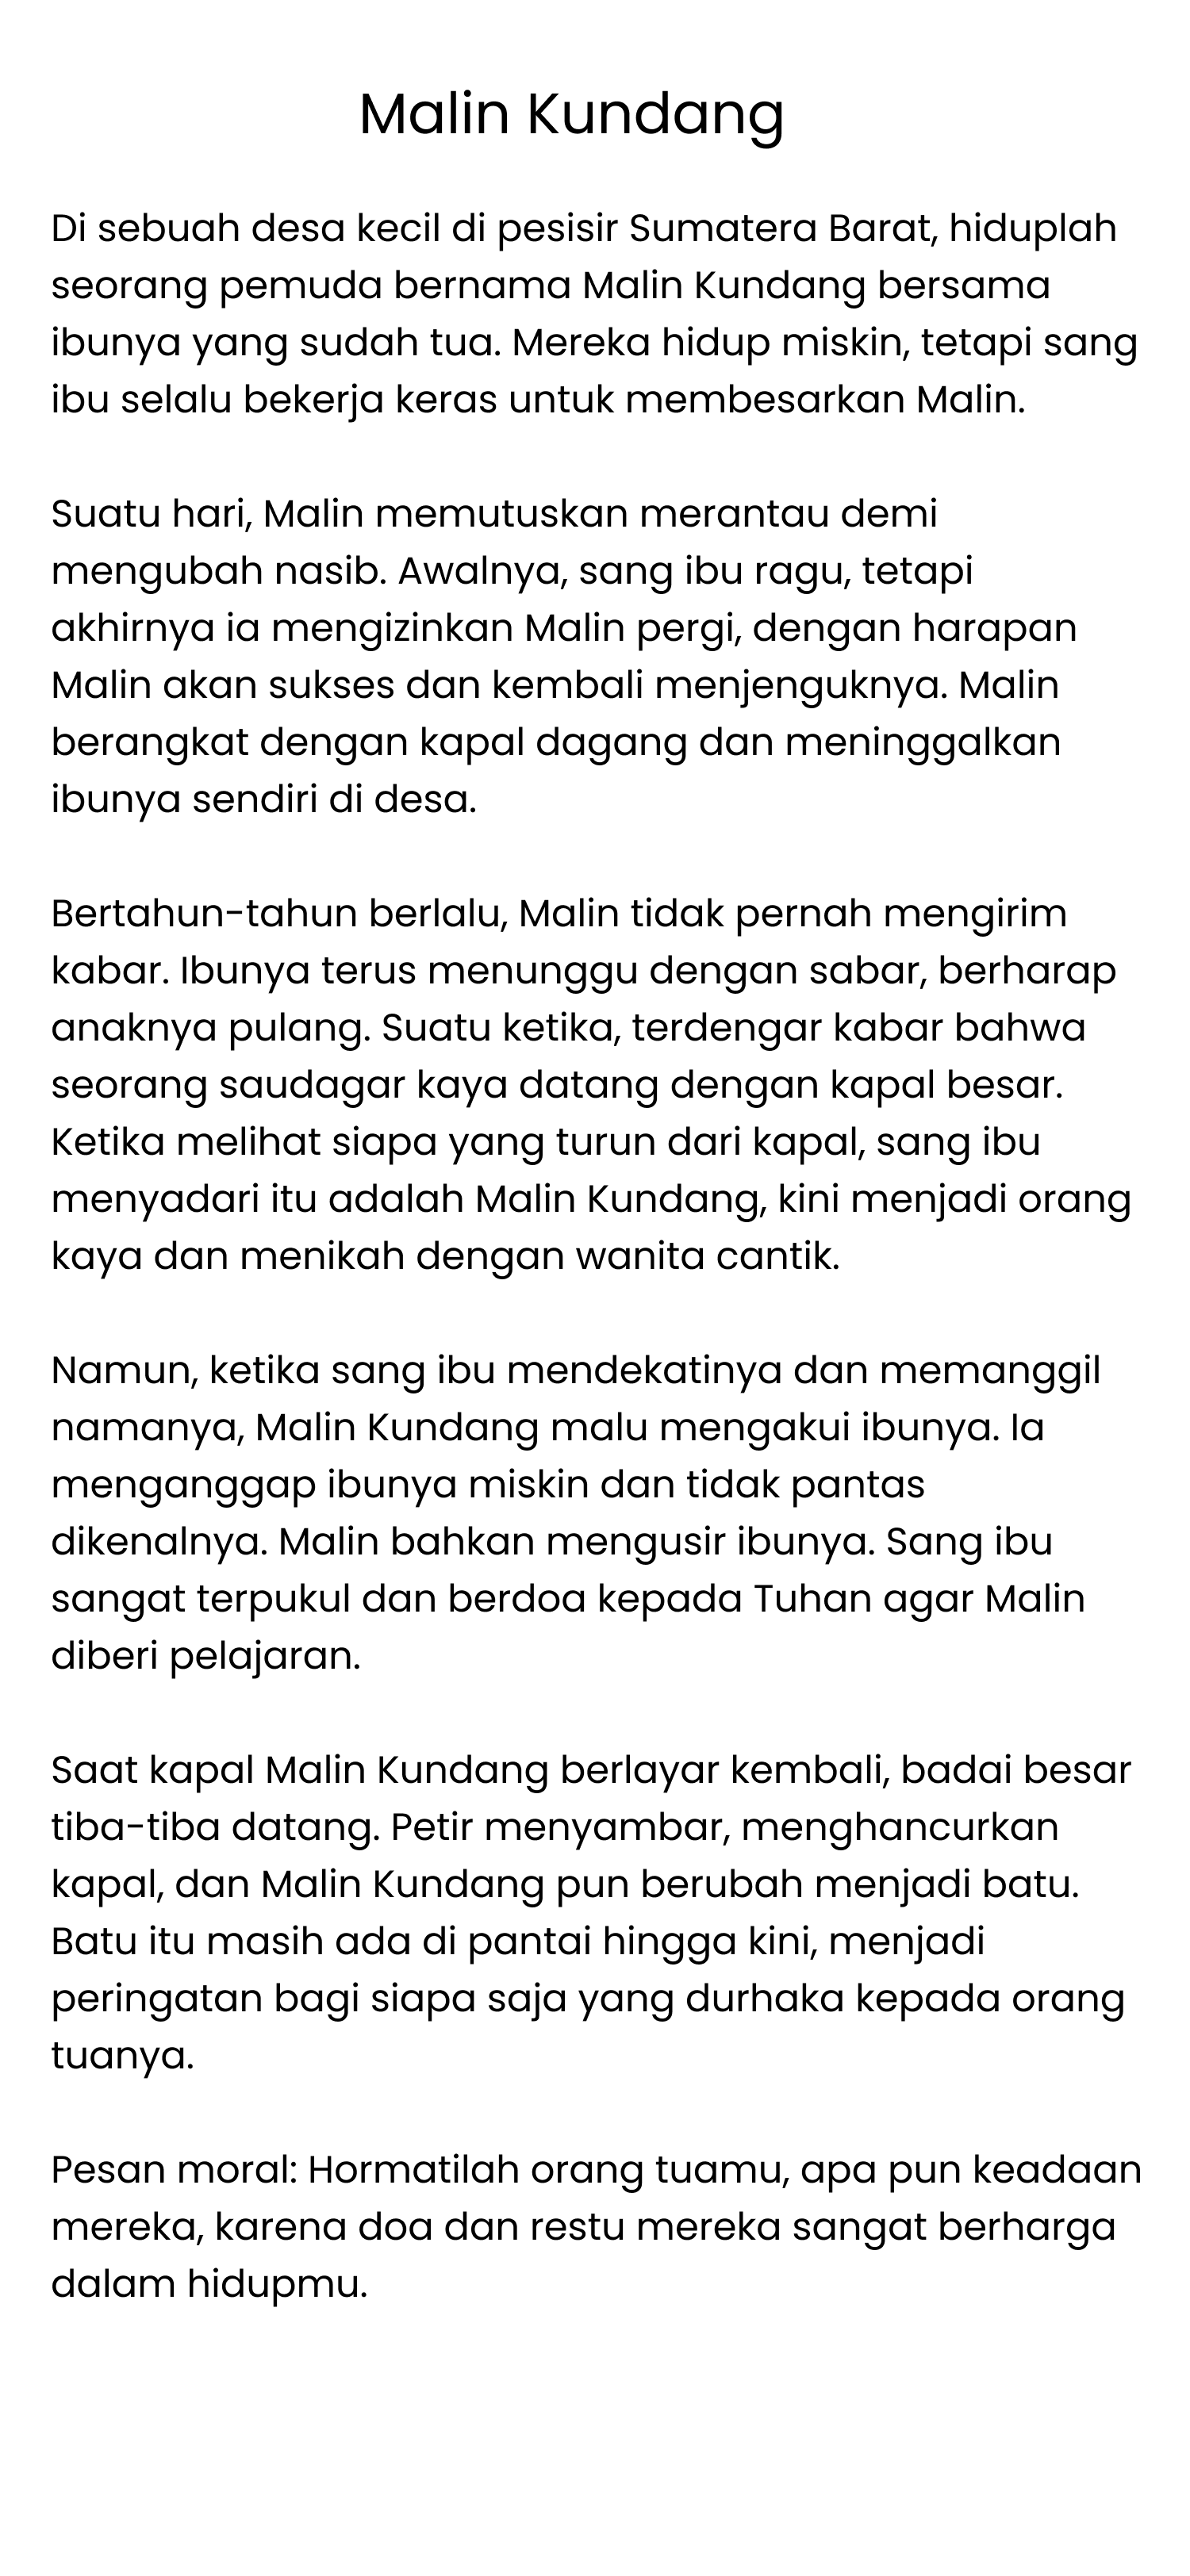 Malin Kundang
Di sebuah desa kecil di pesisir Sumatera Barat, hiduplah
seorang pemuda bernama Malin Kundang bersama
ibunya yang sudah tua. Mereka hidup miskin, tetapi sang
ibu selalu bekerja keras untuk membesarkan Malin.
Suatu hari, Malin memutuskan merantau demi
mengubah nasib. Awalnya, sang ibu ragu, tetapi
akhirnya ia mengizinkan Malin pergi, dengan harapan
Malin akan sukses dan kembali menjenguknya. Malin
berangkat dengan kapal dagang dan meninggalkan
ibunya sendiri di desa.
Bertahun-tahun berlalu, Malin tidak pernah mengirim
kabar. Ibunya terus menunggu dengan sabar, berharap
anaknya pulang. Suatu ketika, terdengar kabar bahwa
seorang saudagar kaya datang dengan kapal besar.
Ketika melihat siapa yang turun dari kapal, sang ibu
menyadari itu adalah Malin Kundang, kini menjadi orang
kaya dan menikah dengan wanita cantik.
Namun, ketika sang ibu mendekatinya dan memanggil
namanya, Malin Kundang malu mengakui ibunya. Ia
menganggap ibunya miskin dan tidak pantas
dikenalnya. Malin bahkan mengusir ibunya. Sang ibu
sangat terpukul dan berdoa kepada Tuhan agar Malin
diberi pelajaran.
Saat kapal Malin Kundang berlayar kembali, badai besar
tiba-tiba datang. Petir menyambar, menghancurkan
kapal, dan Malin Kundang pun berubah menjadi batu.
Batu itu masih ada di pantai hingga kini, menjadi
peringatan bagi siapa saja yang durhaka kepada orang
tuanya.
Pesan moral: Hormatilah orang tuamu, apa pun keadaan
mereka, karena doa dan restu mereka sangat berharga
dalam hidupmu.